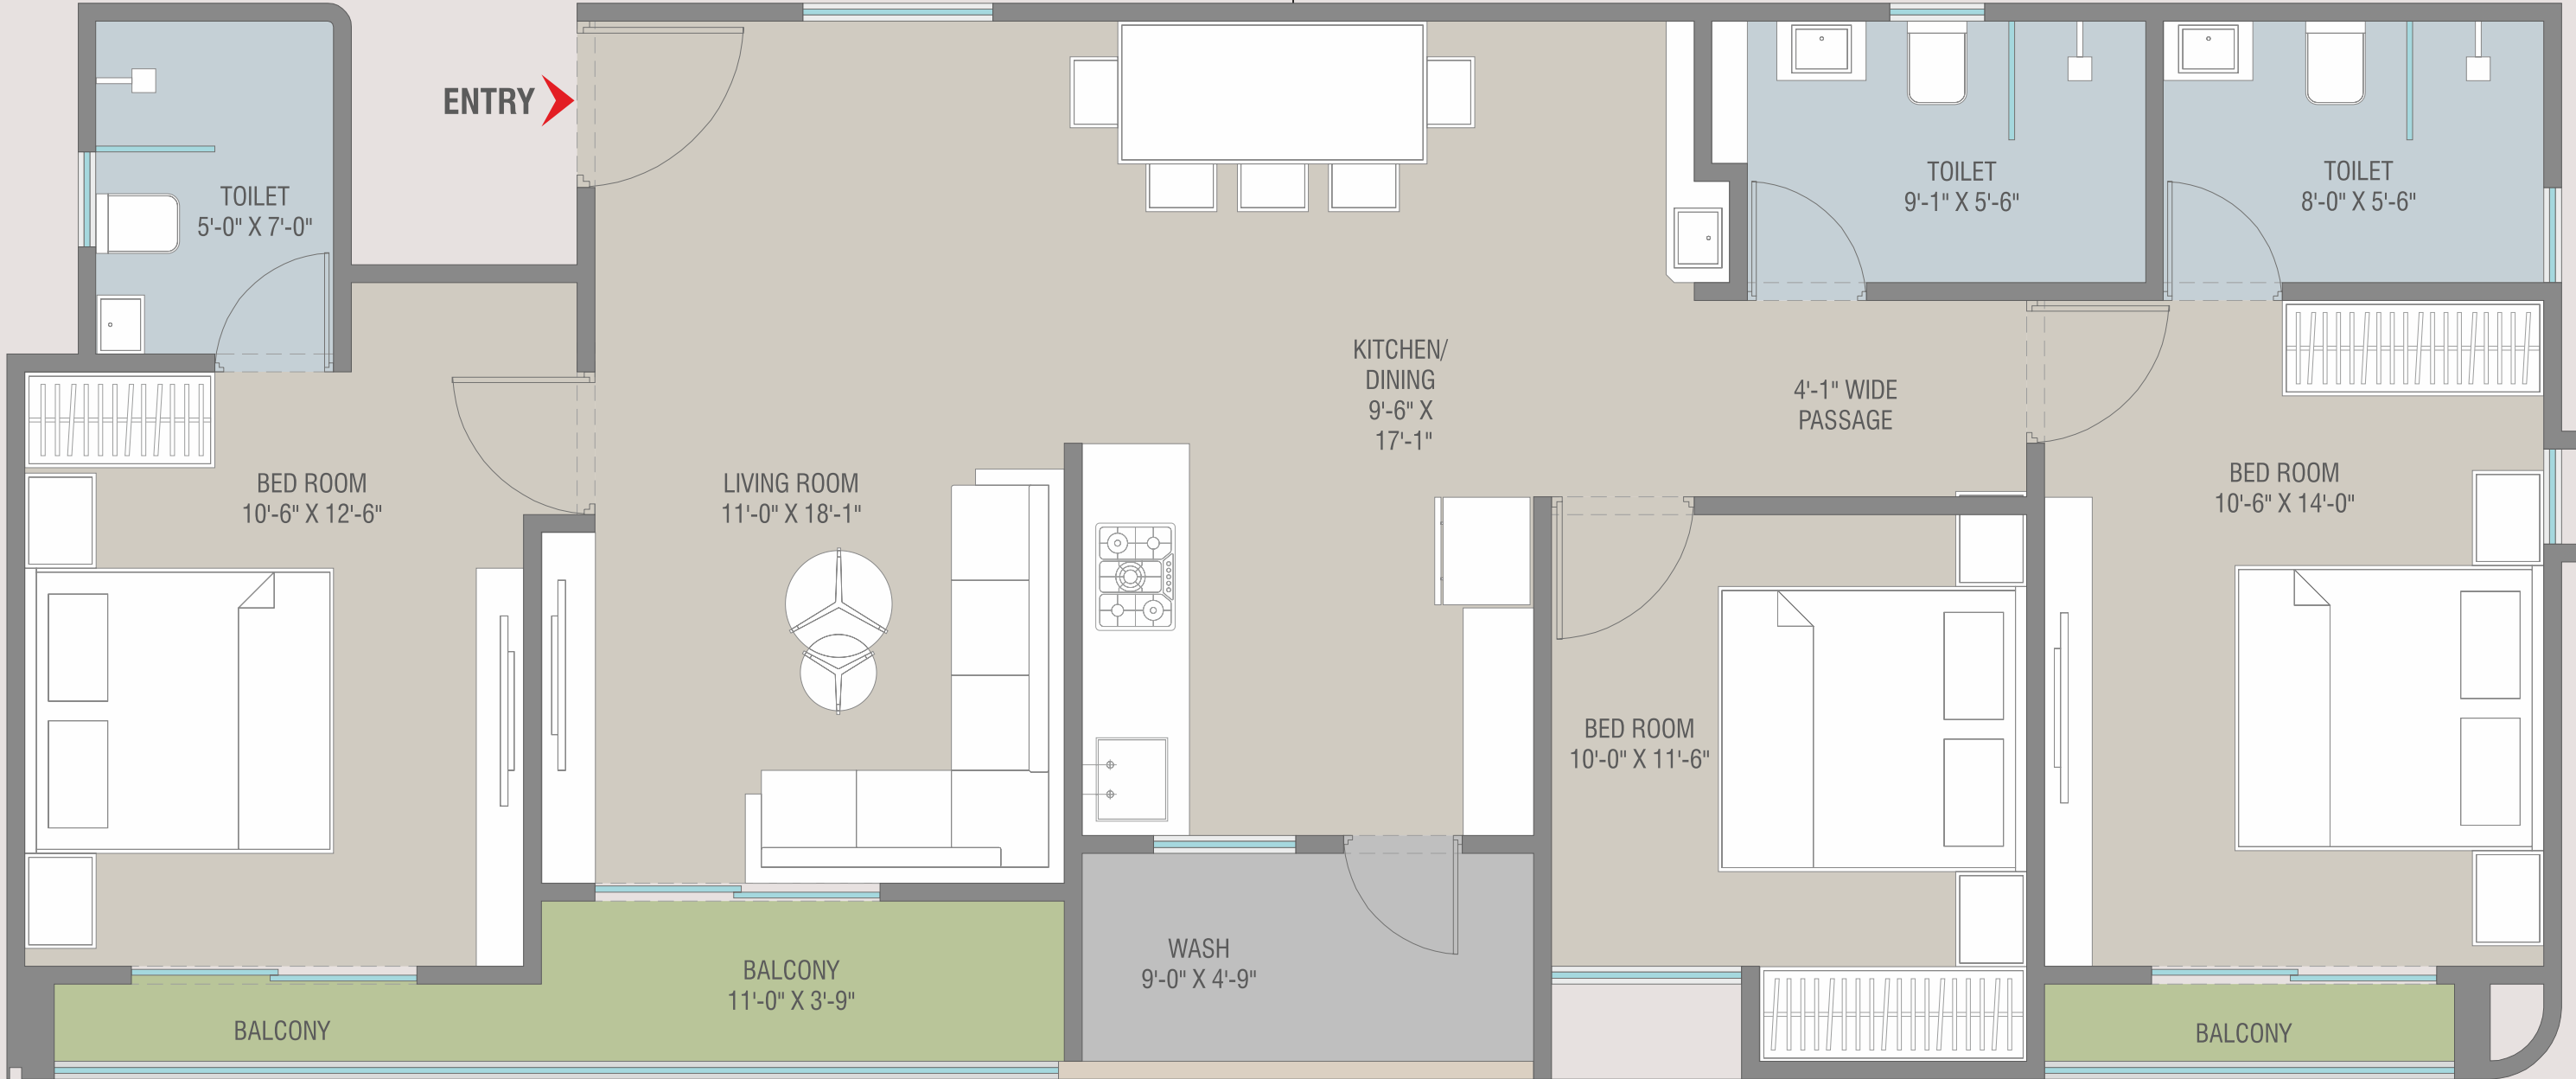 ENTRY
TOILET
5'-0" X 7'-0"
TOILET
9'-1" X 5'-6"
TOILET
8'-0" X 5'-6"
KITCHEN/
DINING
9'-6" X
17'-1"
4'-1" WIDE
PASSAGE
BED ROOM
10'-6" X 12'-6"
LIVING ROOM
11'-0" X 18'-1"
BED ROOM
10'-6" X 14'-0"
BED ROOM
10'-0" X 11'-6"
WASH
9'-0" X 4'-9"
BALCONY
11'-0" X 3'-9"
BALCONY
BALCONY